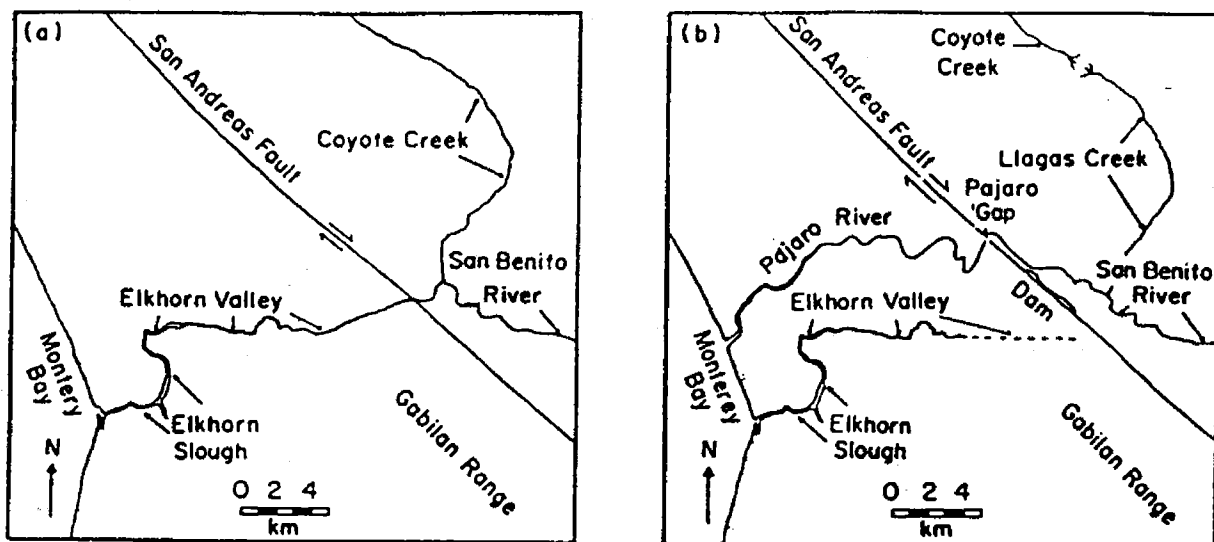 (a)
San Andreas Fault
Coyote Creek
San Benito
River
Elkhorn Valley
Montery
Bay
Elkhorn
Slough
Gabilan Range
N
0 2 4
km
(b)
Coyote
Creek
San Andreas Fault
Llagas Creek
Pajaro
Gap
Pajaro River
San Benito
River
Dam
Elkhorn Valley
Monterey
Bay
Elkhorn
Slough
Gabilan Range
N
0 2 4
km